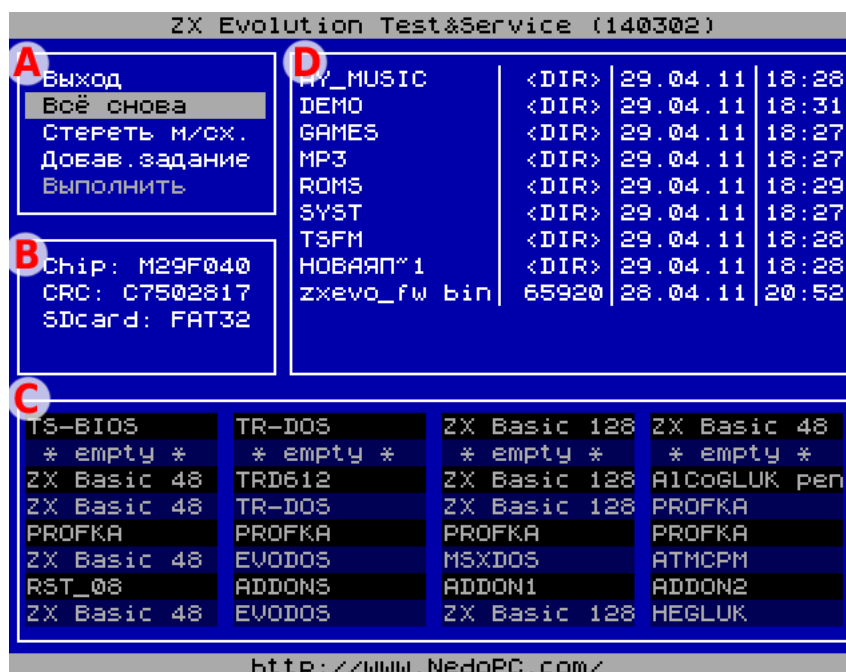 ZX Evolution Test&Service (140302)
A
Выход
Всё снова
Стереть м/сх.
Добав.задание
Выполнить
B
Chip: M29F040
CRC: C7502817
SDcard: FAT32
D
AY_MUSIC <DIR> 29.04.11 18:28
DEMO <DIR> 29.04.11 18:31
GAMES <DIR> 29.04.11 18:27
MP3 <DIR> 29.04.11 18:27
ROMS <DIR> 29.04.11 18:29
SYST <DIR> 29.04.11 18:27
TSFM <DIR> 29.04.11 18:28
НОВАЯП~1 <DIR> 29.04.11 18:28
zxevo_fw bin 65920 28.04.11 20:52
C
TS-BIOS TR-DOS ZX Basic 128 ZX Basic 48
* empty * * empty * * empty * * empty *
ZX Basic 48 TRD612 ZX Basic 128 AlCoGLUK pen
ZX Basic 48 TR-DOS ZX Basic 128 PROFKA
PROFKA PROFKA PROFKA PROFKA
ZX Basic 48 EVODOS MSXDOS ATMCPM
RST_08 ADDONS ADDON1 ADDON2
ZX Basic 48 EVODOS ZX Basic 128 HEGLUK
http://www.NedoPC.com/